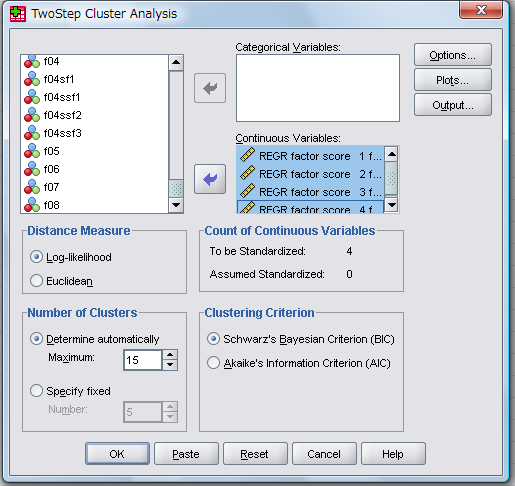 TwoStep Cluster Analysis
f04
f04sf1
f04ssf1
f04ssf2
f04ssf3
f05
f06
f07
f08
Categorical Variables:
Continuous Variables:
REGR factor score 1 f...
REGR factor score 2 f...
REGR factor score 3 f...
REGR factor score 4 f...
Options...
Plots...
Output...
Distance Measure
Log-likelihood
Euclidean
Count of Continuous Variables
To be Standardized: 4
Assumed Standardized: 0
Number of Clusters
Determine automatically
Maximum: 15
Specify fixed
Number: 5
Clustering Criterion
Schwarz's Bayesian Criterion (BIC)
Akaike's Information Criterion (AIC)
OK Paste Reset Cancel Help